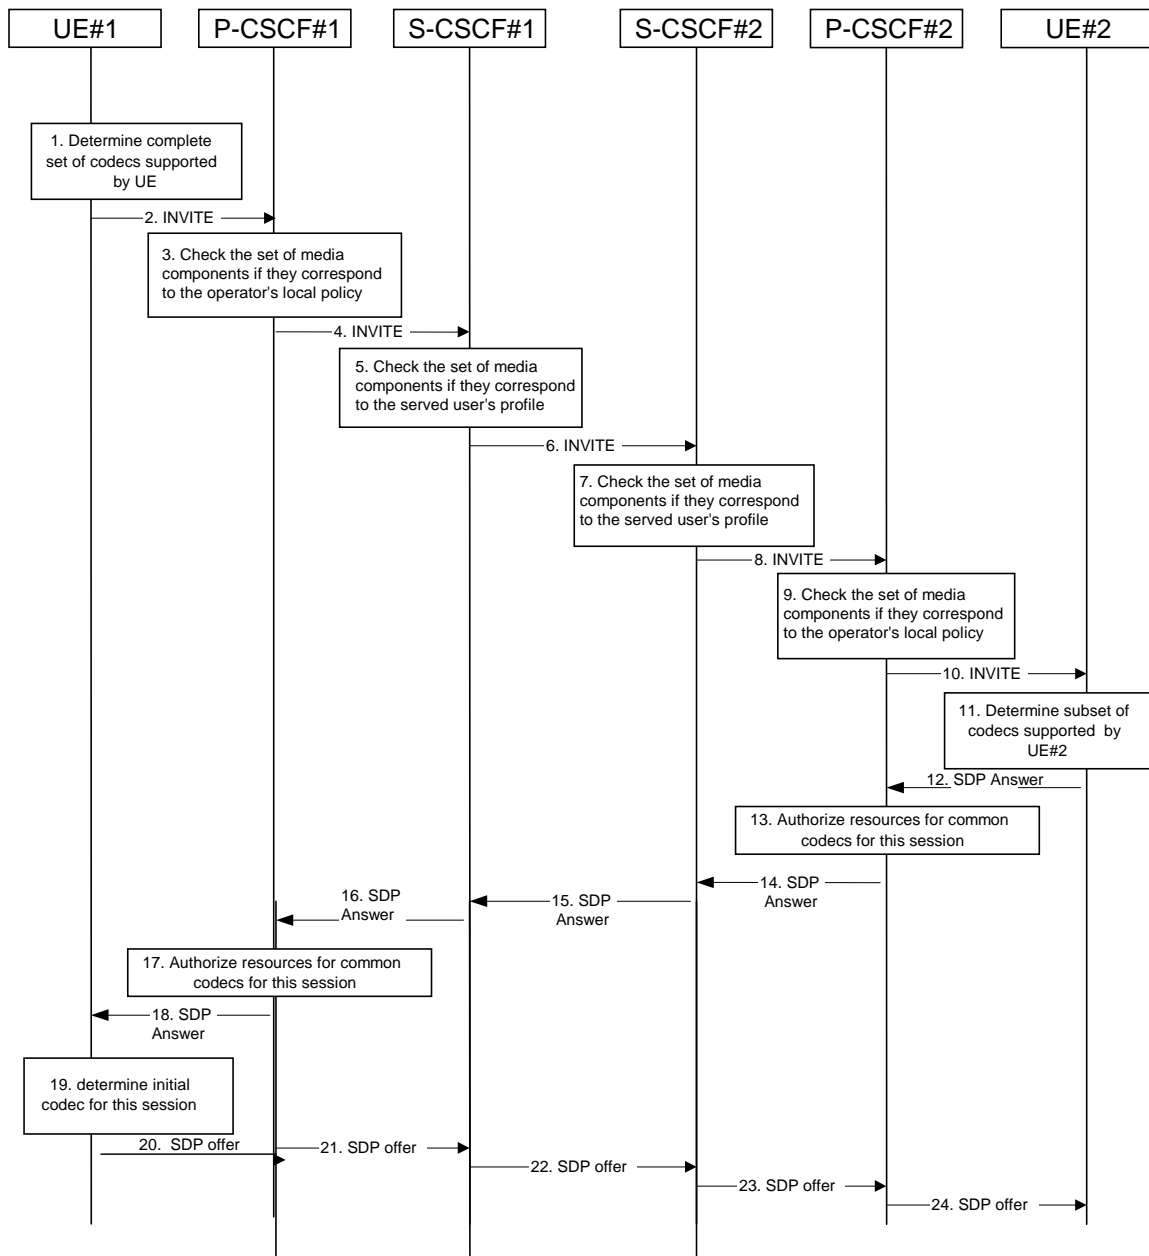 UE#1
P-CSCF#1
S-CSCF#1
S-CSCF#2
P-CSCF#2
UE#2
1. Determine complete
set of codecs supported
by UE
2. INVITE
3. Check the set of media
components if they correspond
to the operator's local policy
4. INVITE
5. Check the set of media
components if they correspond
to the served user's profile
6. INVITE
7. Check the set of media
components if they correspond
to the served user's profile
8. INVITE
9. Check the set of media
components if they correspond
to the operator's local policy
10. INVITE
11. Determine subset of
codecs supported by
UE#2
12. SDP Answer
13. Authorize resources for common
codecs for this session
14. SDP
Answer
15. SDP
Answer
16. SDP
Answer
17. Authorize resources for common
codecs for this session
18. SDP
Answer
19. determine initial
codec for this session
20. SDP offer
21. SDP offer
22. SDP offer
23. SDP offer
24. SDP offer